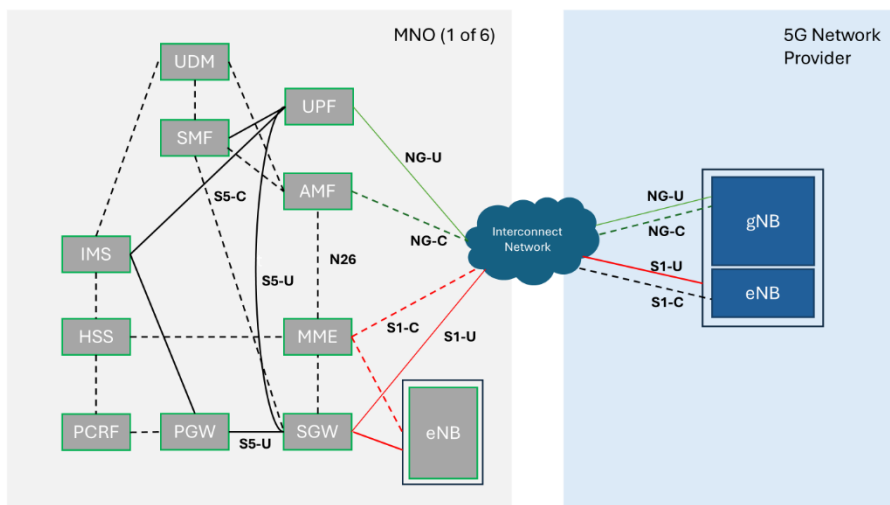 MNO (1 of 6)
5G Network
Provider
UDM
UPF
SMF
NG-U
AMF
S5-C
NG-U
gNB
NG-C
NG-C
Interconnect
Network
IMS
N26
S5-U
S1-U
eNB
S1-C
S1-C
S1-U
HSS
MME
PCRF
PGW
S5-U
SGW
eNB